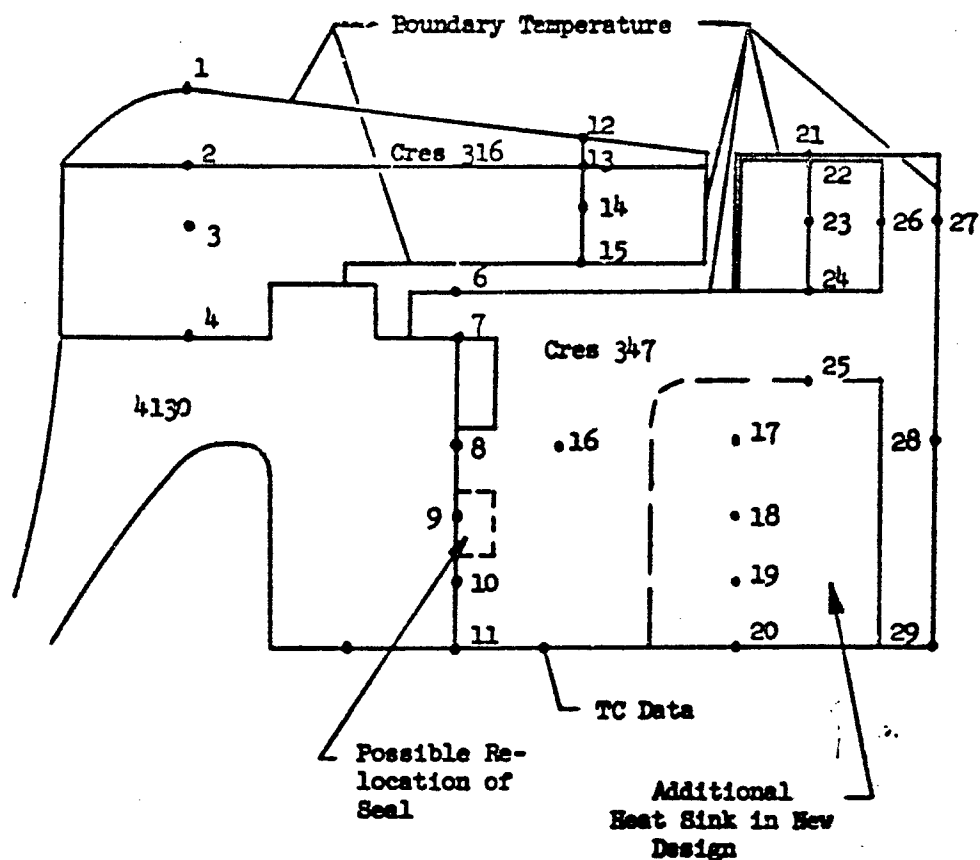 Boundary Temperature
1
12
21
2
Cres 316
13
22
3
14
23
26
27
15
6
24
4
7
Cres 347
25
4130
8
16
17
28
9
18
10
19
11
20
29
TC Data
Possible Re-
location of
Seal
Additional
Heat Sink in New
Design